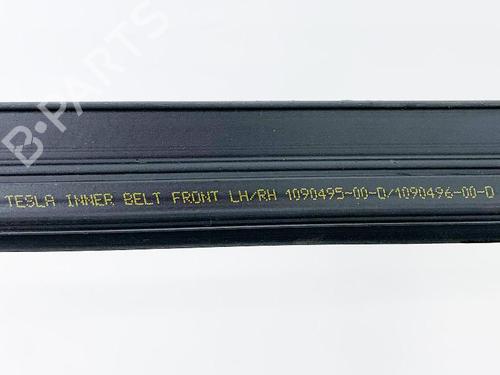 B-PARTS
TESLA INNER BELT FRONT LH/RH 1090495-00-D/1090496-00-D